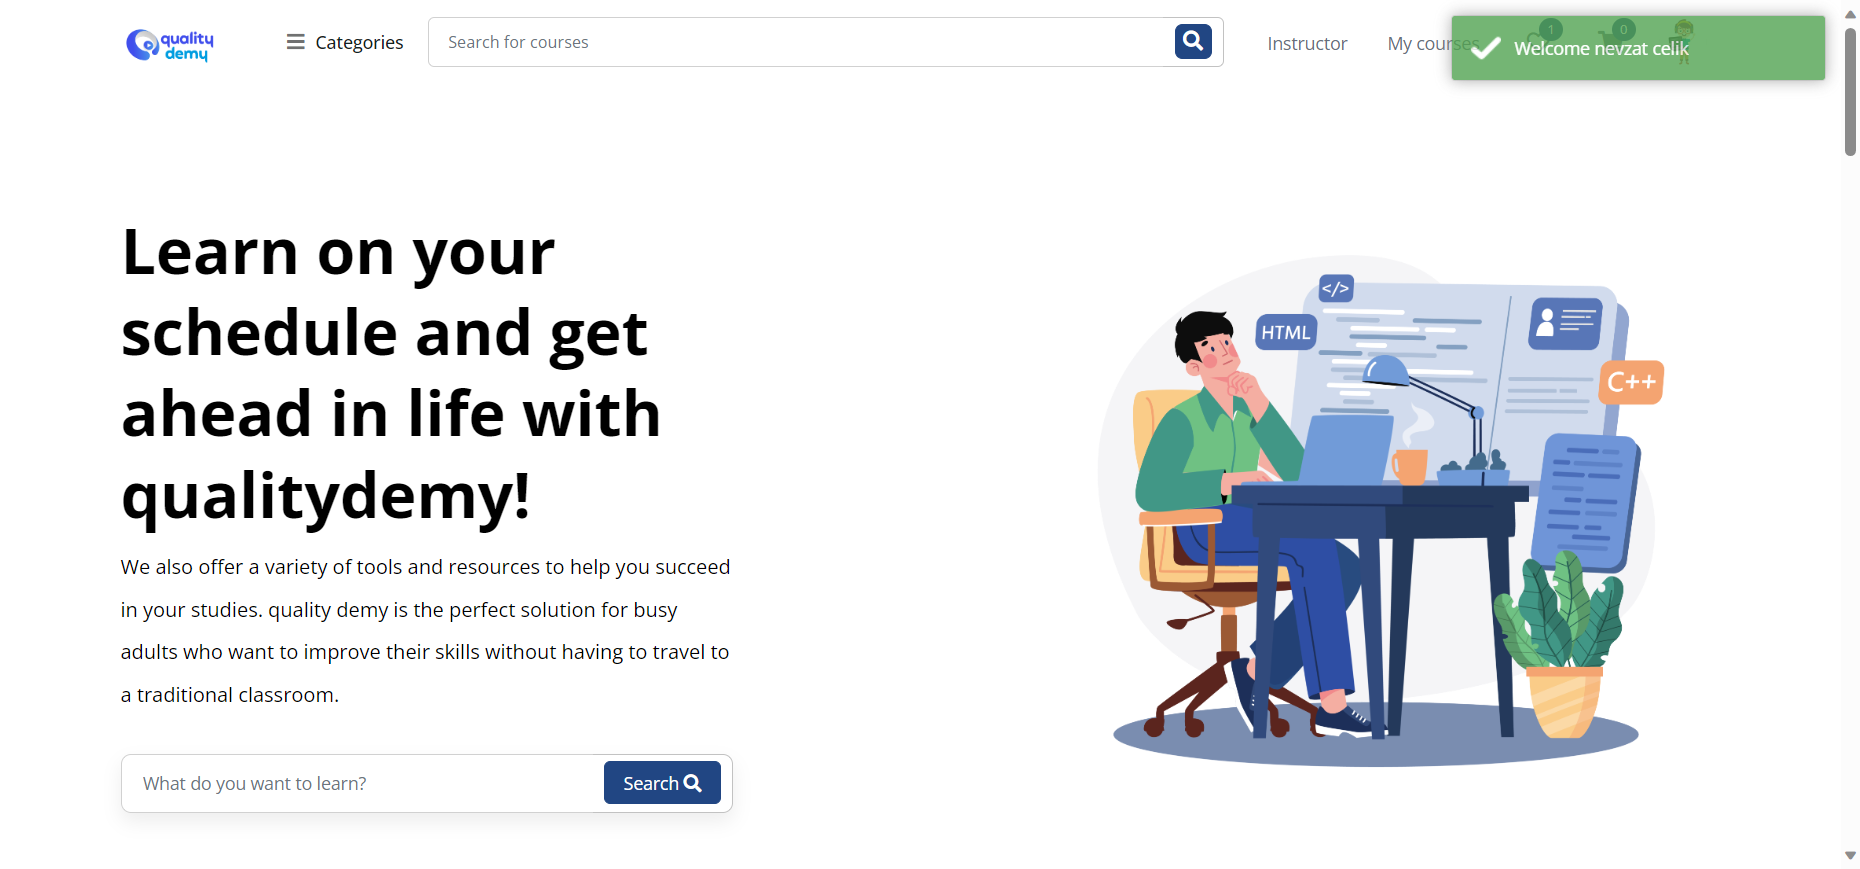 quality
demy
Categories
Search for courses
Instructor
My courses
1
0
Welcome nevzat celik
Learn on your
schedule and get
ahead in life with
qualitydemy!
We also offer a variety of tools and resources to help you succeed
in your studies. quality demy is the perfect solution for busy
adults who want to improve their skills without having to travel to
a traditional classroom.
What do you want to learn?
Search
</>
HTML
C++